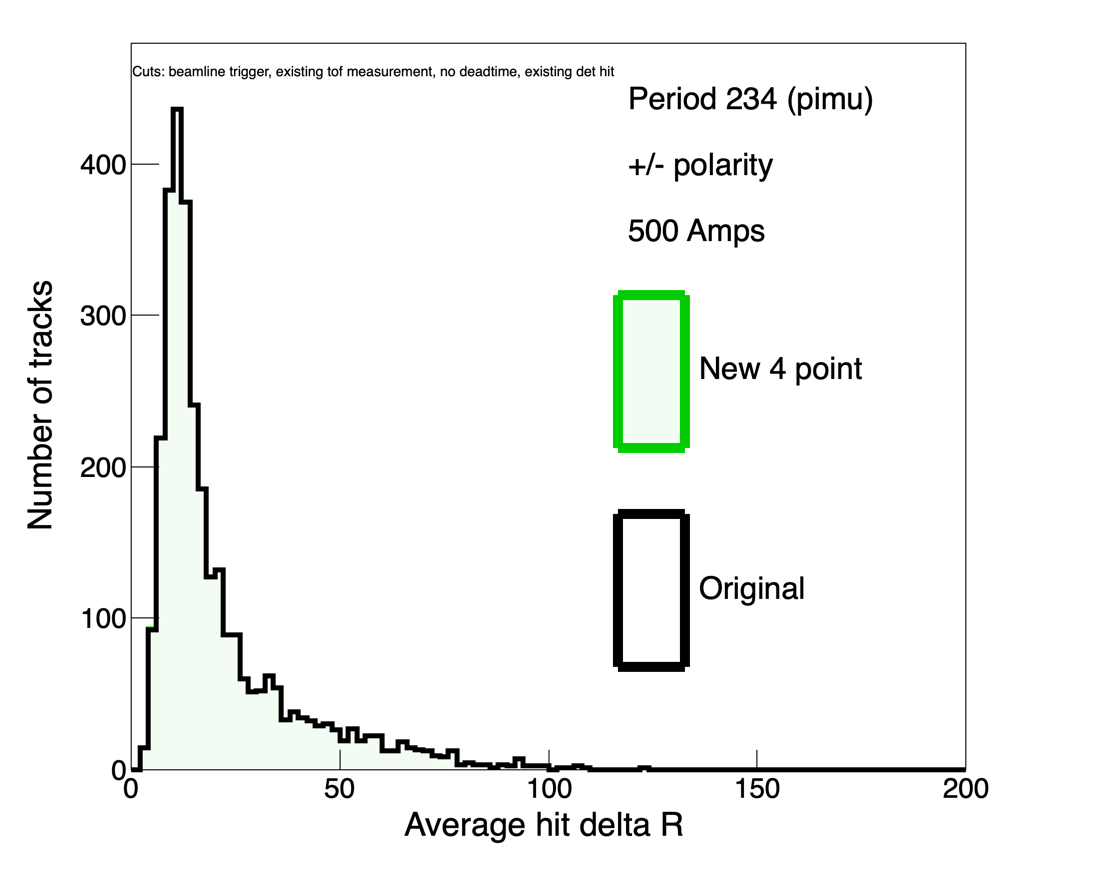 Cuts: beamline trigger, existing tof measurement, no deadtime, existing det hit
Period 234 (pimu)
+/- polarity
500 Amps
New 4 point
Original
Number of tracks
400
300
200
100
0
0 50 100 150 200
Average hit delta R